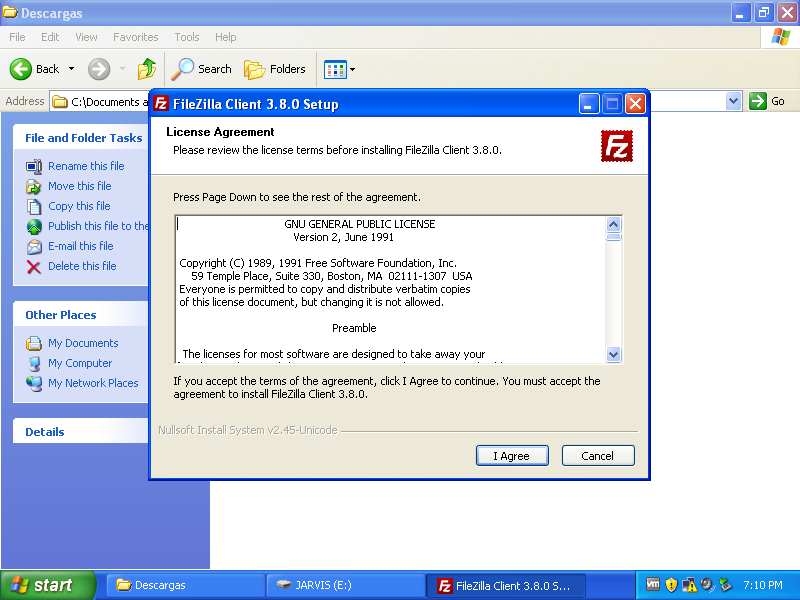 Descargas
File Edit View Favorites Tools Help
Back Search Folders
Address C:\Documents a Go
FileZilla Client 3.8.0 Setup
License Agreement
Please review the license terms before installing FileZilla Client 3.8.0.
Press Page Down to see the rest of the agreement.
GNU GENERAL PUBLIC LICENSE
Version 2, June 1991
Copyright (C) 1989, 1991 Free Software Foundation, Inc.
59 Temple Place, Suite 330, Boston, MA 02111-1307 USA
Everyone is permitted to copy and distribute verbatim copies
of this license document, but changing it is not allowed.
Preamble
The licenses for most software are designed to take away your
If you accept the terms of the agreement, click I Agree to continue. You must accept the
agreement to install FileZilla Client 3.8.0.
Nullsoft Install System v2.45-Unicode
I Agree Cancel
File and Folder Tasks
Rename this file
Move this file
Copy this file
Publish this file to the
E-mail this file
Delete this file
Other Places
My Documents
My Computer
My Network Places
Details
start Descargas JARVIS (E:) FileZilla Client 3.8.0 S... 7:10 PM